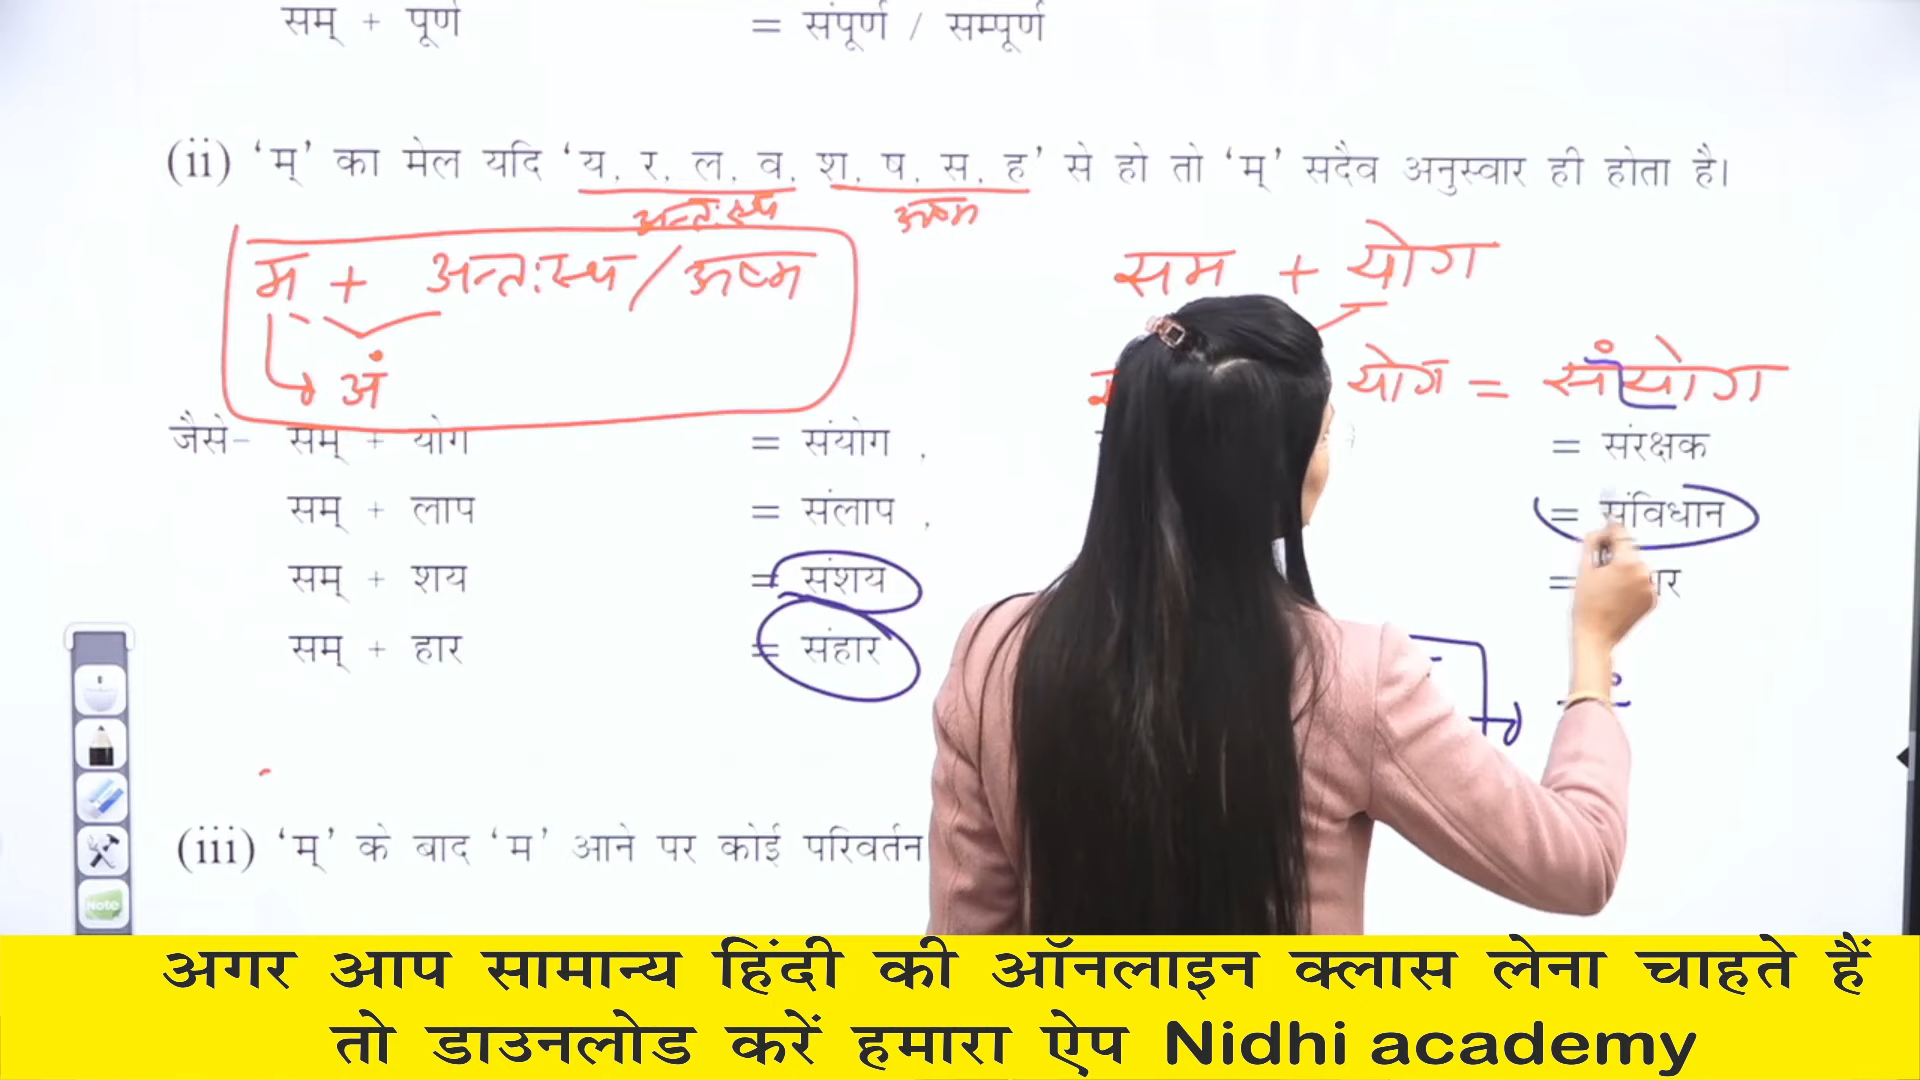 सम् + पूर्ण = संपूर्ण / सम्पूर्ण
(ii) ‘म्’ का मेल यदि ‘य, र, ल, व, श, ष, स, ह’ से हो तो ‘म्’ सदैव अनुस्वार ही होता है।
अन्तःस्थ ऊष्म
म + अन्तःस्थ / ऊष्म
सम + योग
अं
योग = संयोग
जैसे- सम् + योग = संयोग , = संरक्षक
सम् + लाप = संलाप , = संविधान
सम् + शय = संशय =
सम् + हार = संहार
(iii) ‘म्’ के बाद ‘म’ आने पर कोई परिवर्तन
Note
अगर आप सामान्य हिंदी की ऑनलाइन क्लास लेना चाहते हैं
तो डाउनलोड करें हमारा ऐप Nidhi academy